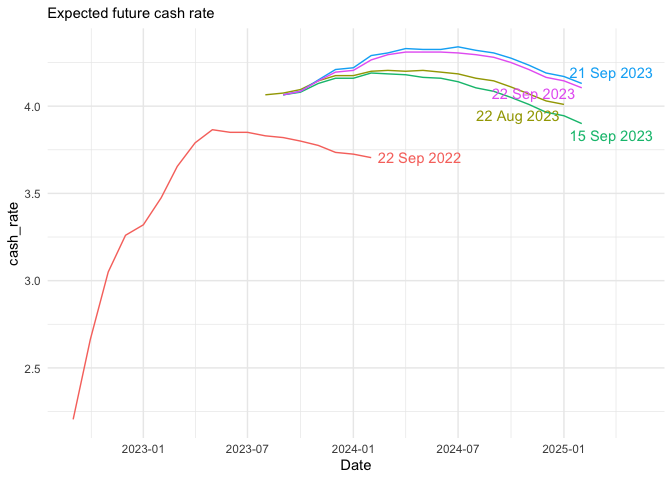 Expected future cash rate
21 Sep 2023
22 Sep 2023
22 Aug 2023
15 Sep 2023
22 Sep 2022
4.0
3.5
3.0
2.5
cash_rate
2023-01
2023-07
2024-01
2024-07
2025-01
Date